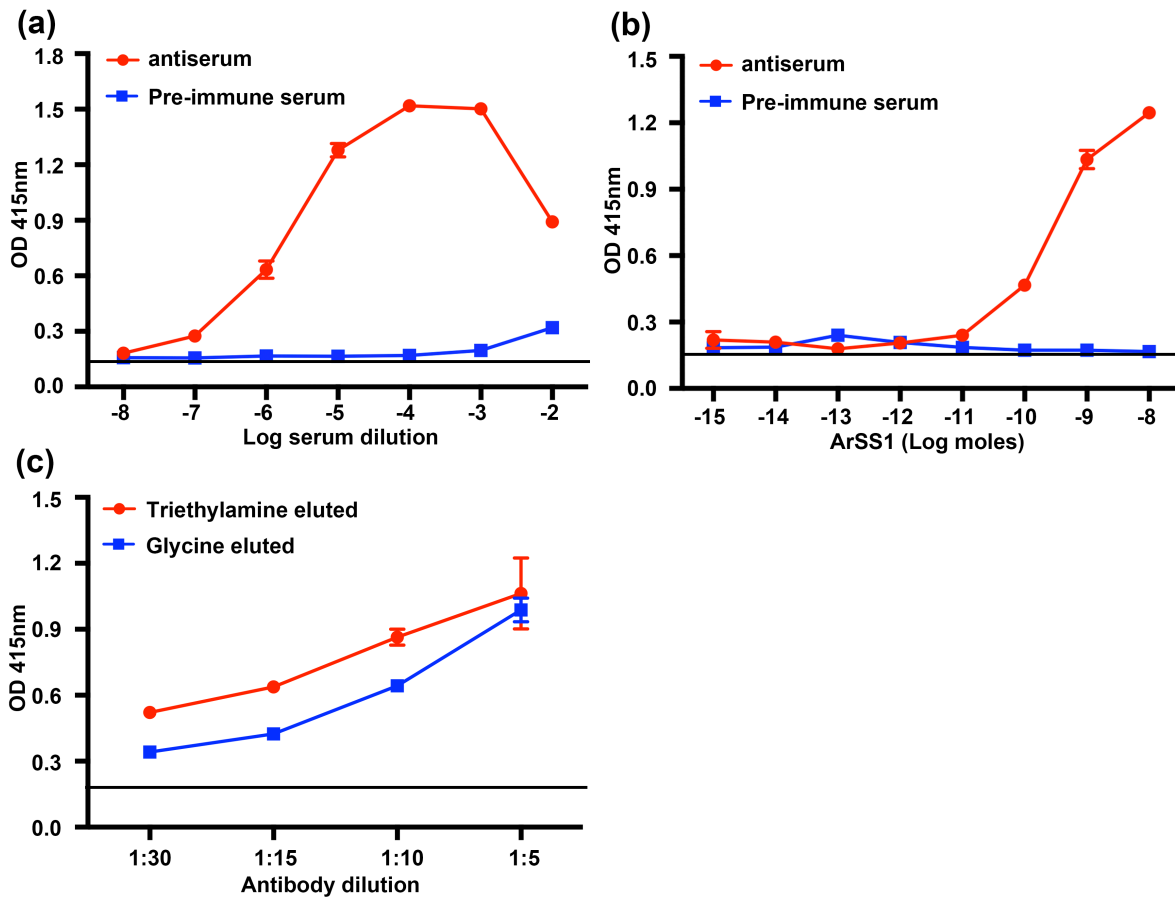 (a)
antiserum
Pre-immune serum
1.8
1.5
1.2
0.9
0.6
0.3
0.0
OD 415nm
-8 -7 -6 -5 -4 -3 -2
Log serum dilution
(b)
antiserum
Pre-immune serum
1.5
1.2
0.9
0.6
0.3
0.0
OD 415nm
-15 -14 -13 -12 -11 -10 -9 -8
ArSS1 (Log moles)
(c)
Triethylamine eluted
Glycine eluted
1.5
1.2
0.9
0.6
0.3
0.0
OD 415nm
1:30 1:15 1:10 1:5
Antibody dilution